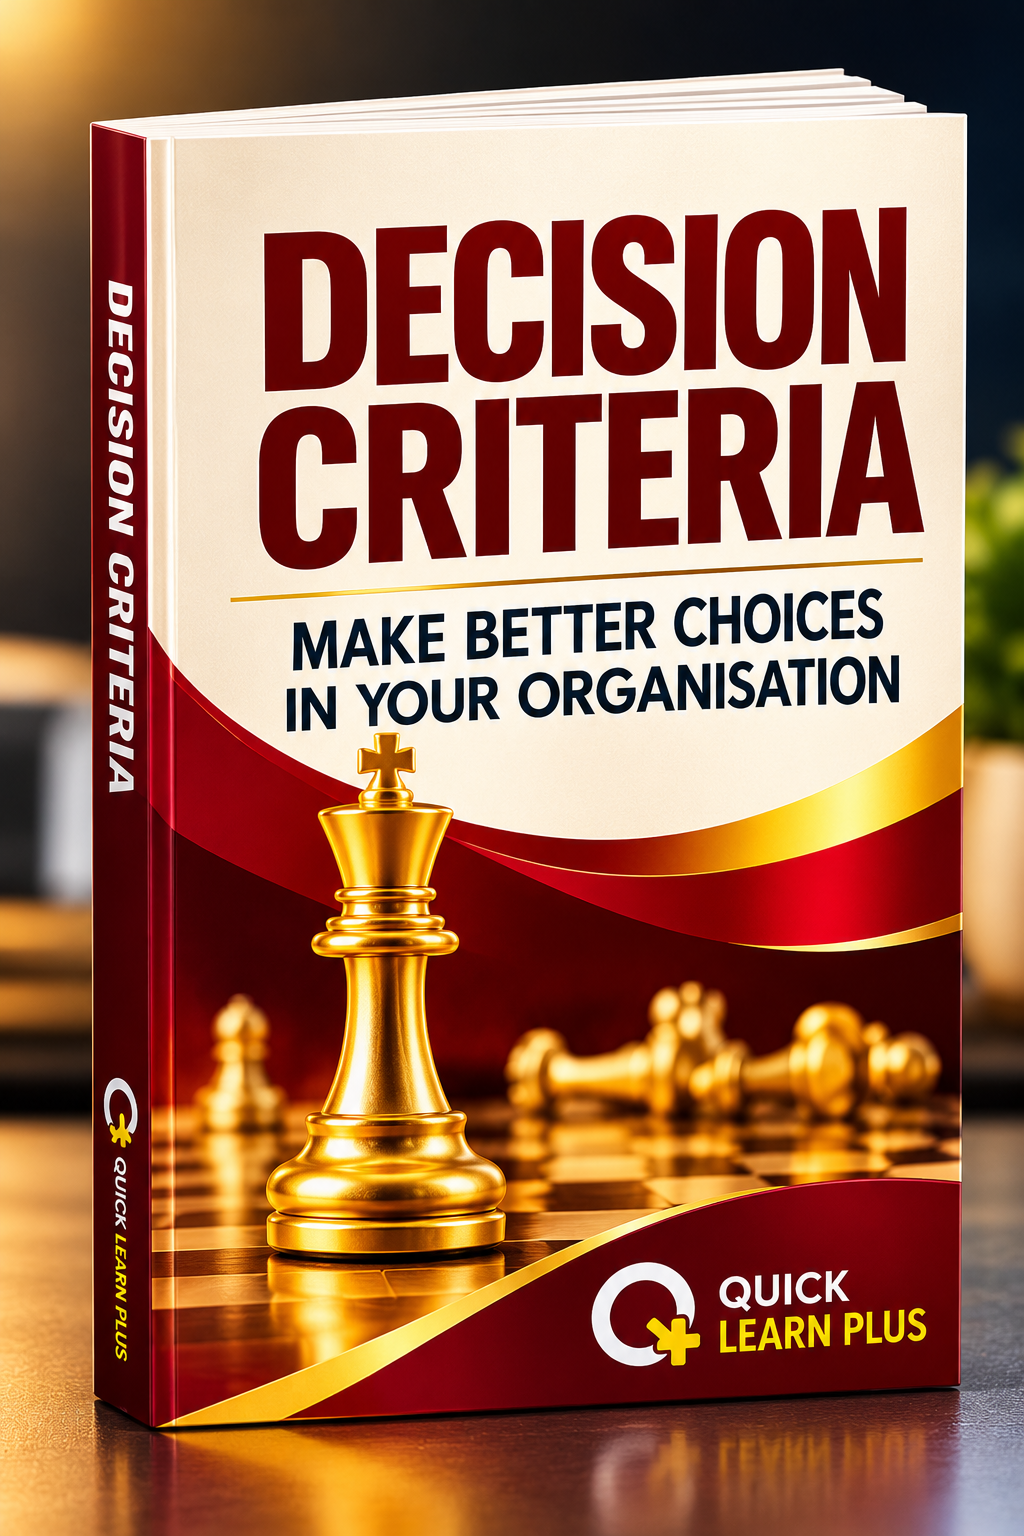 DECISION
CRITERIA
MAKE BETTER CHOICES
IN YOUR ORGANISATION
QUICK
LEARN PLUS
DECISION CRITERIA
QUICK LEARN PLUS